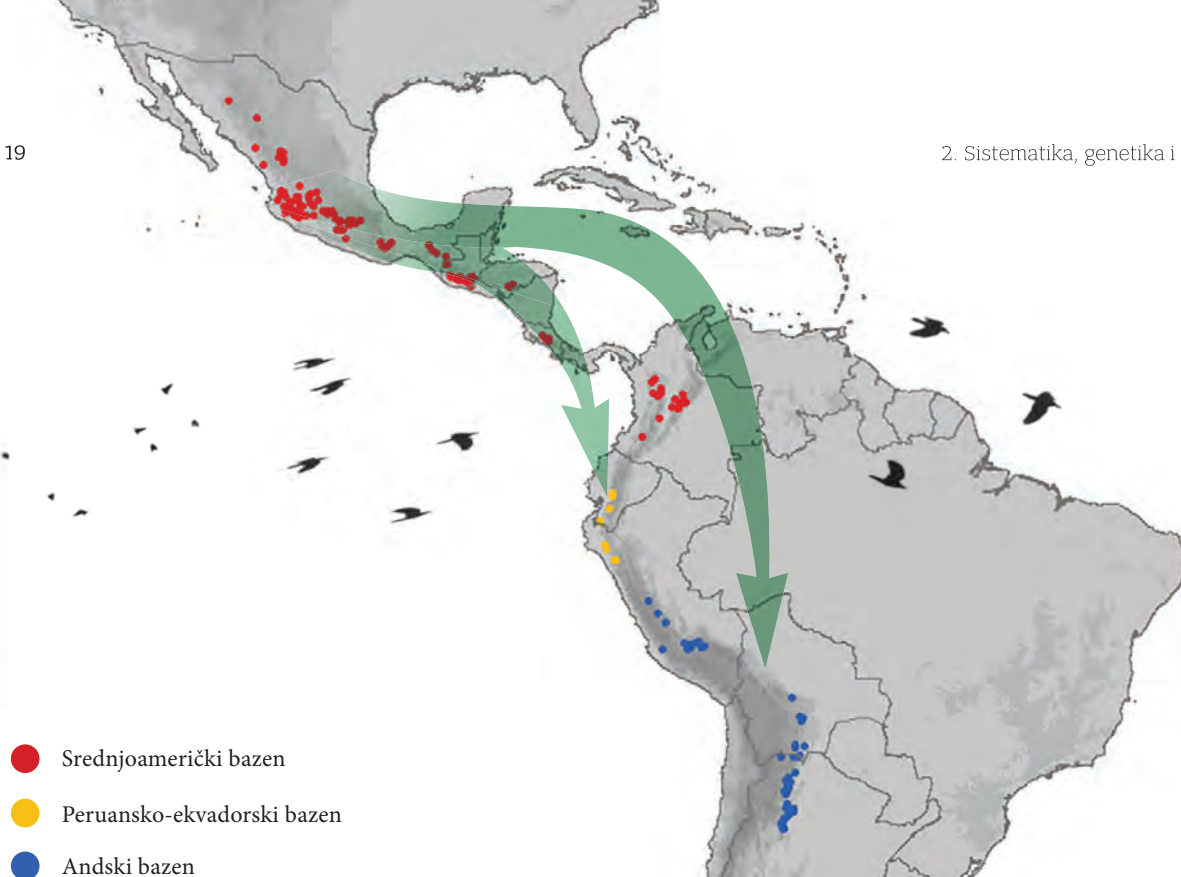 19
2. Sistematika, genetika i
Srednjoamerički bazen
Peruansko-ekvadorski bazen
Andski bazen